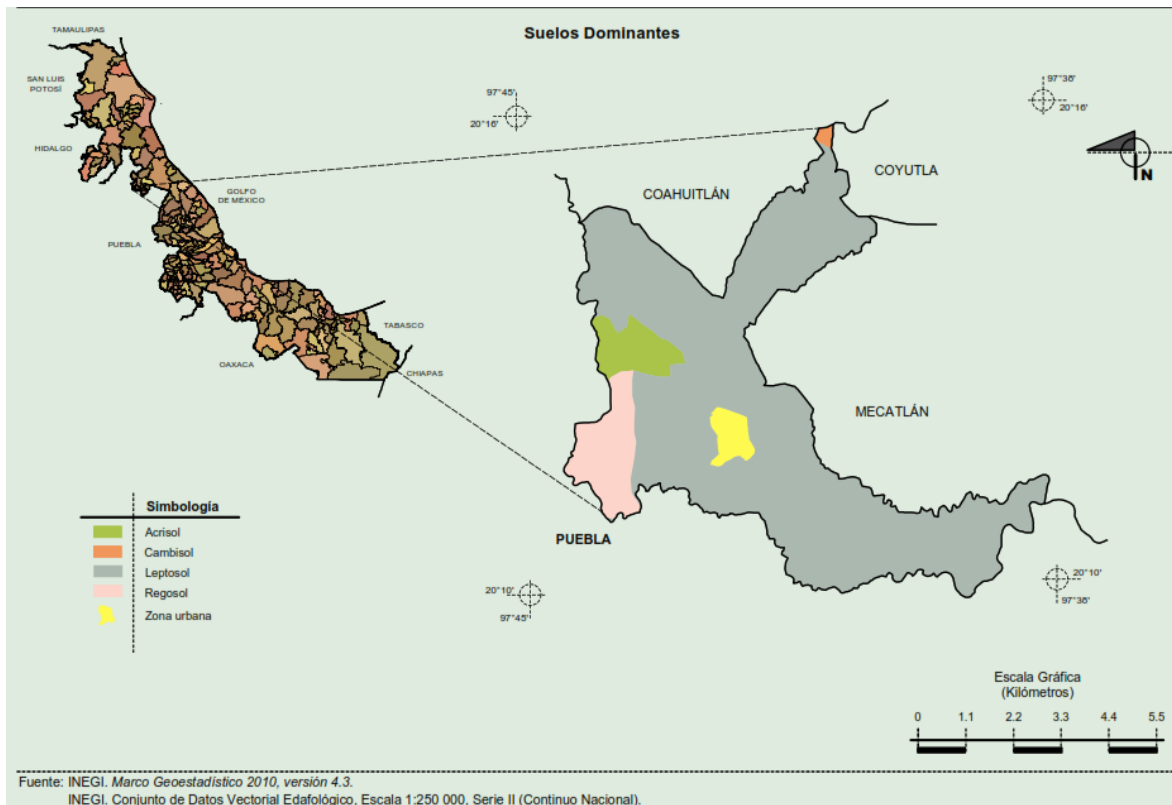 Suelos Dominantes
TAMAULIPAS
SAN LUIS
POTOSÍ
HIDALGO
GOLFO
DE MÉXICO
PUEBLA
TABASCO
OAXACA
CHIAPAS
97°45'
20°16'
97°38'
20°16'
N
COYUTLA
COAHUITLÁN
MECATLÁN
PUEBLA
20°10'
97°45'
20°10'
97°38'
Simbología
Acrisol
Cambisol
Leptosol
Regosol
Zona urbana
Escala Gráfica
(Kilómetros)
0 1.1 2.2 3.3 4.4 5.5
Fuente: INEGI. Marco Geoestadístico 2010, versión 4.3.
INEGI. Conjunto de Datos Vectorial Edafológico, Escala 1:250 000, Serie II (Continuo Nacional).